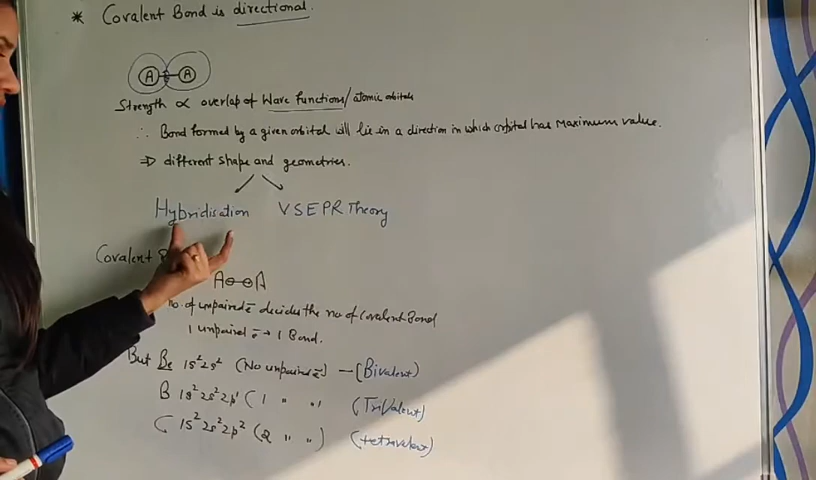 * Covalent Bond is directional.
A A
Strength ∝ overlap of Wave Functions/atomic orbitals
∴ Bond formed by a given orbital will lie in a direction in which orbital has maximum value.
⇒ different shape and geometries.
Hybridisation VSEPR Theory
Covalent
A⊖⊖A
no. of unpaired ē decides the no of Covalent Bond
1 unpaired ē → 1 Bond.
But Be 1s² 2s² (No unpaired ē) — (Bivalent)
B 1s² 2s² 2p¹ (1 " " ) (Trivalent)
C 1s² 2s² 2p² (2 " " ) (tetravalent)